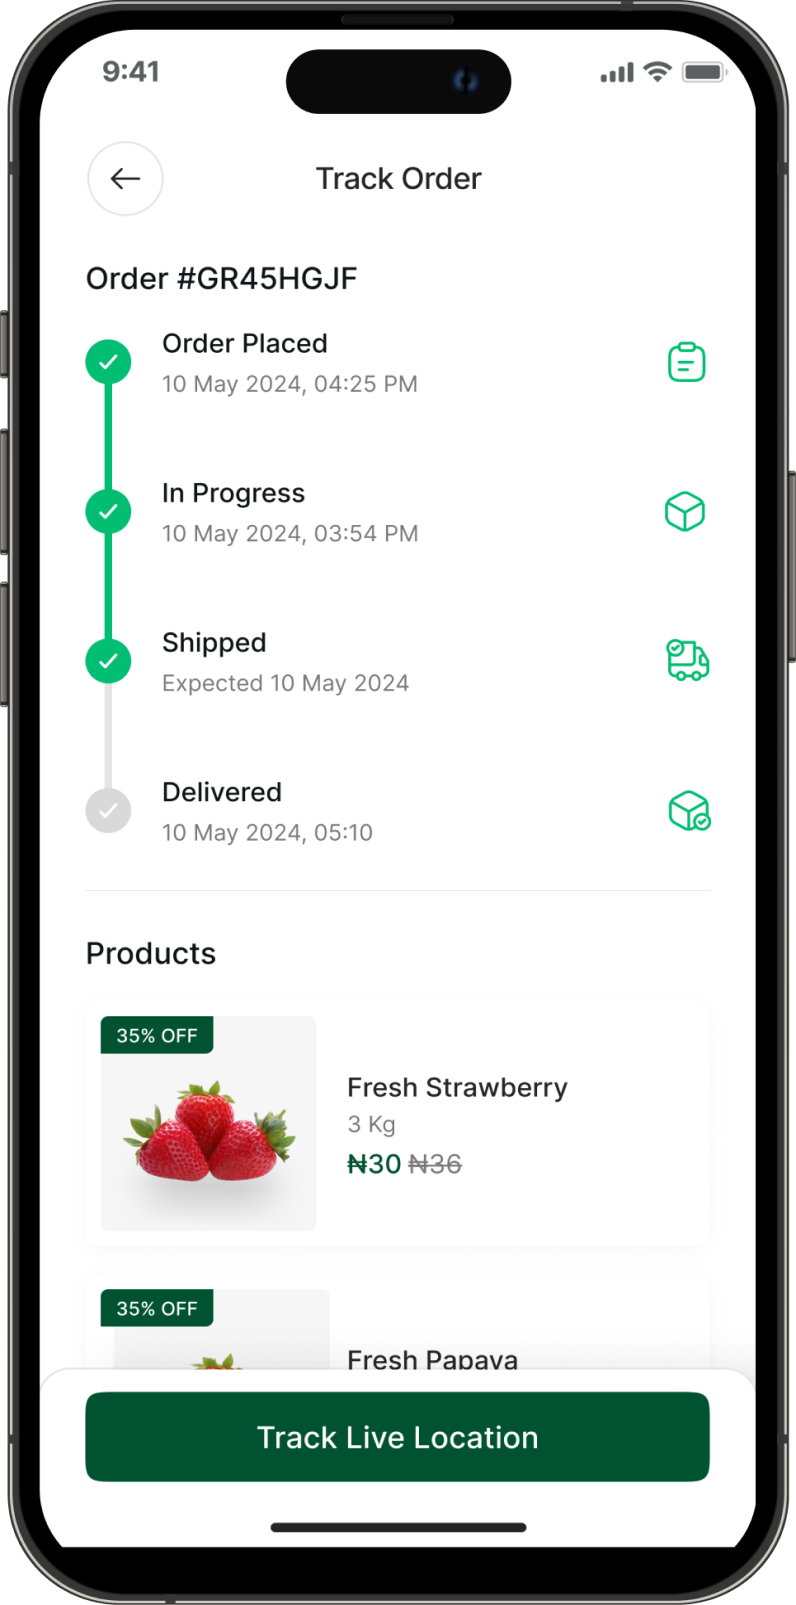 9:41
Track Order
Order #GR45HGJF
Order Placed
10 May 2024, 04:25 PM
In Progress
10 May 2024, 03:54 PM
Shipped
Expected 10 May 2024
Delivered
10 May 2024, 05:10
Products
35% OFF
Fresh Strawberry
3 Kg
₦30 ₦36
35% OFF
Fresh Papaya
Track Live Location